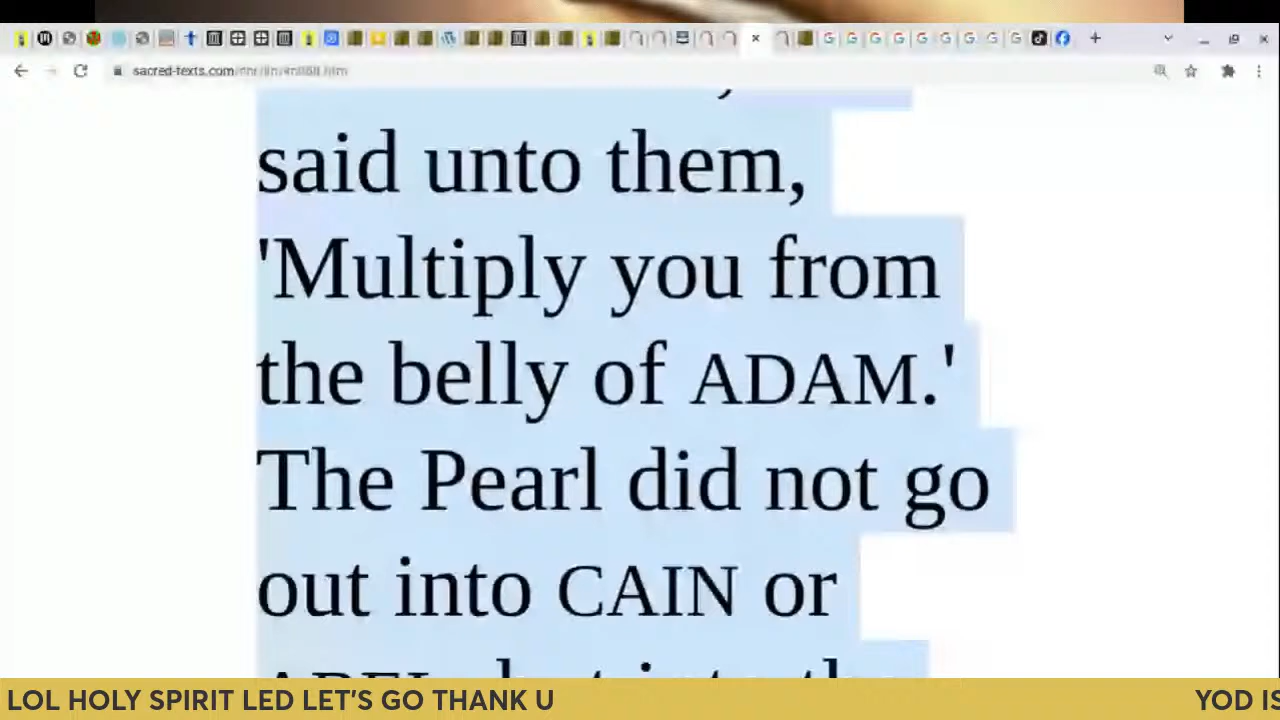 sacred-texts.com
said unto them,
'Multiply you from
the belly of ADAM.'
The Pearl did not go
out into CAIN or
LOL HOLY SPIRIT LED LET'S GO THANK U
YOD IS